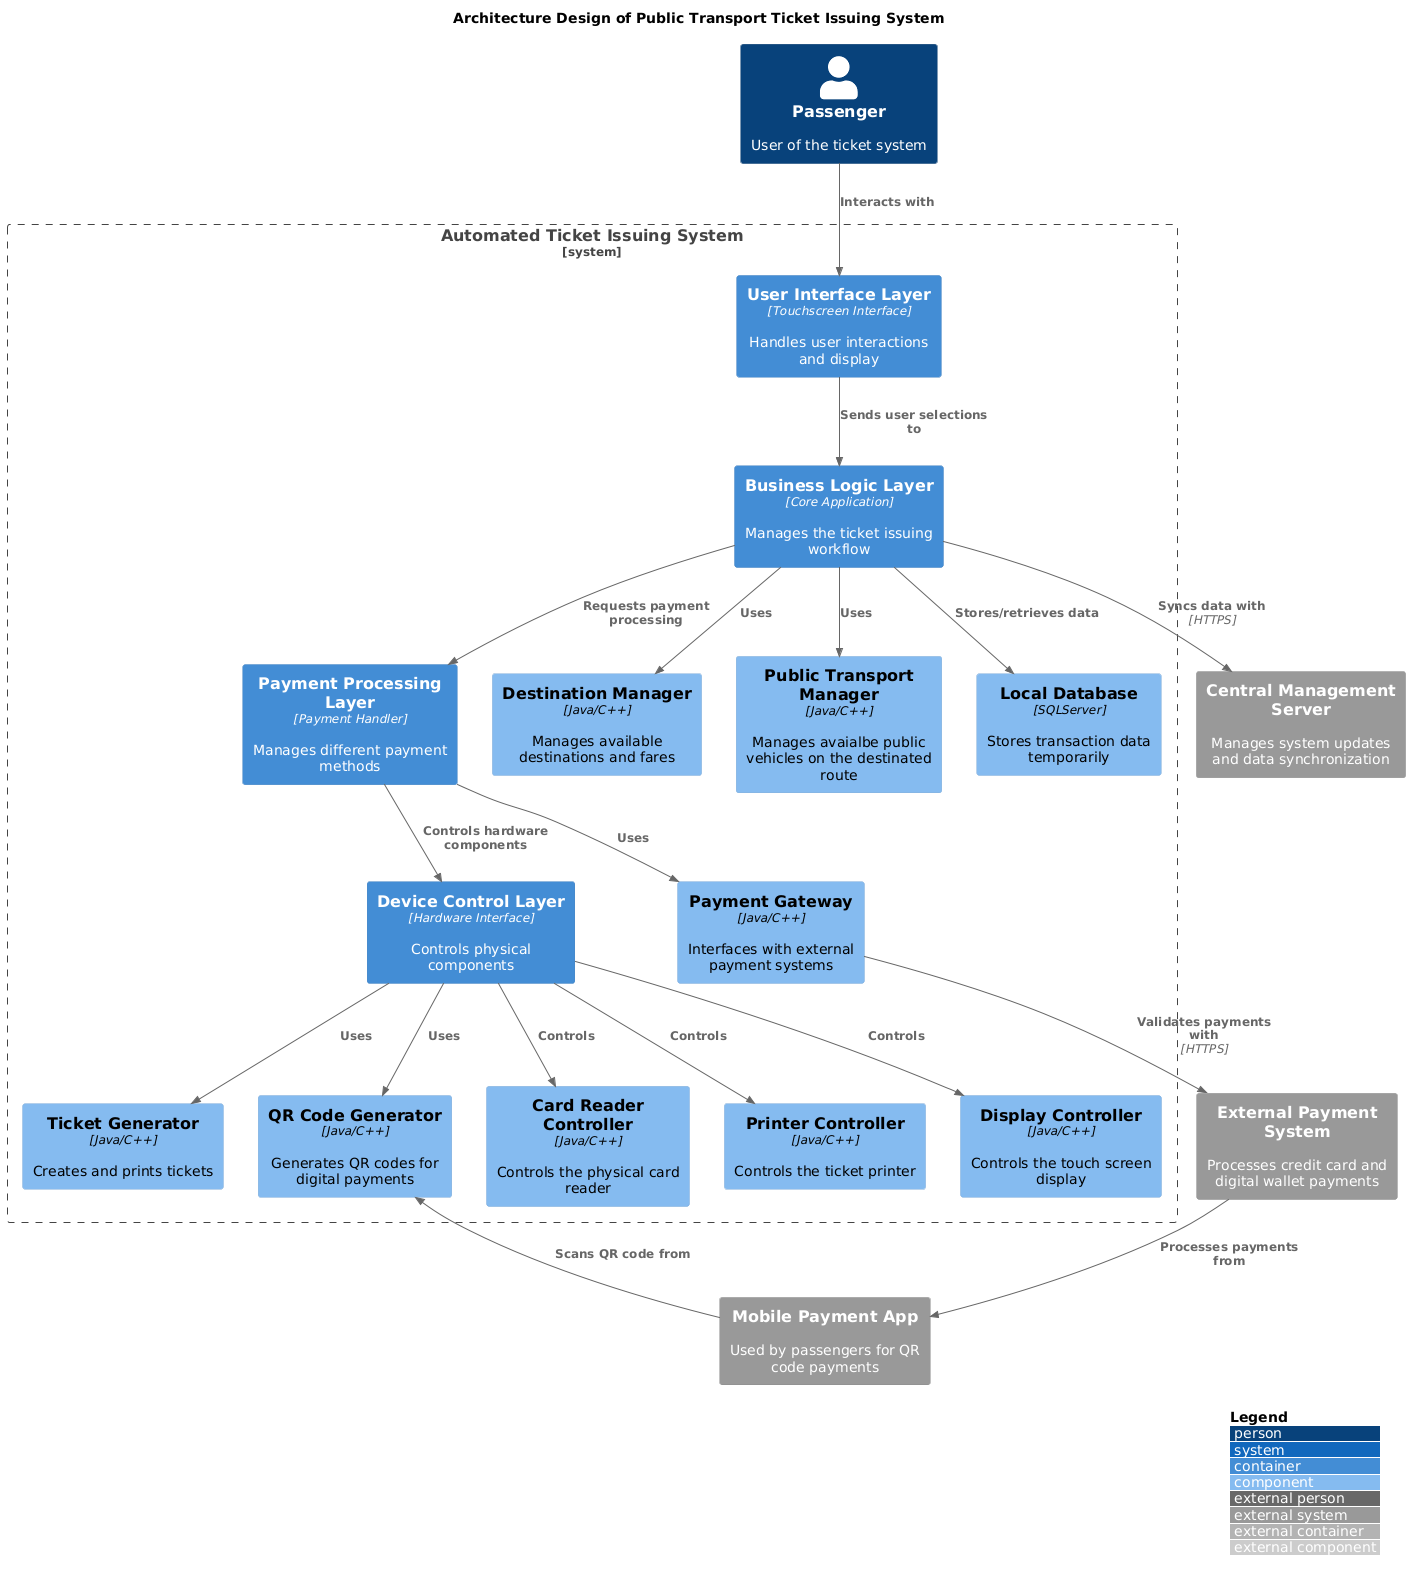 Architecture Design of Public Transport Ticket Issuing System
Passenger
User of the ticket system
Interacts with
Automated Ticket Issuing System
[system]
User Interface Layer
[Touchscreen Interface]
Handles user interactions
and display
Sends user selections
to
Business Logic Layer
[Core Application]
Manages the ticket issuing
workflow
Requests payment
processing
Uses
Uses
Stores/retrieves data
Syncs data with
[HTTPS]
Payment Processing
Layer
[Payment Handler]
Manages different payment
methods
Destination Manager
[Java/C++]
Manages available
destinations and fares
Public Transport
Manager
[Java/C++]
Manages avaialbe public
vehicles on the destinated
route
Local Database
[SQLServer]
Stores transaction data
temporarily
Central Management
Server
Manages system updates
and data synchronization
Controls hardware
components
Uses
Device Control Layer
[Hardware Interface]
Controls physical
components
Payment Gateway
[Java/C++]
Interfaces with external
payment systems
Uses
Uses
Controls
Controls
Controls
Validates payments
with
[HTTPS]
Ticket Generator
[Java/C++]
Creates and prints tickets
QR Code Generator
[Java/C++]
Generates QR codes for
digital payments
Card Reader
Controller
[Java/C++]
Controls the physical card
reader
Printer Controller
[Java/C++]
Controls the ticket printer
Display Controller
[Java/C++]
Controls the touch screen
display
External Payment
System
Processes credit card and
digital wallet payments
Scans QR code from
Processes payments
from
Mobile Payment App
Used by passengers for QR
code payments
Legend
person
system
container
component
external person
external system
external container
external component